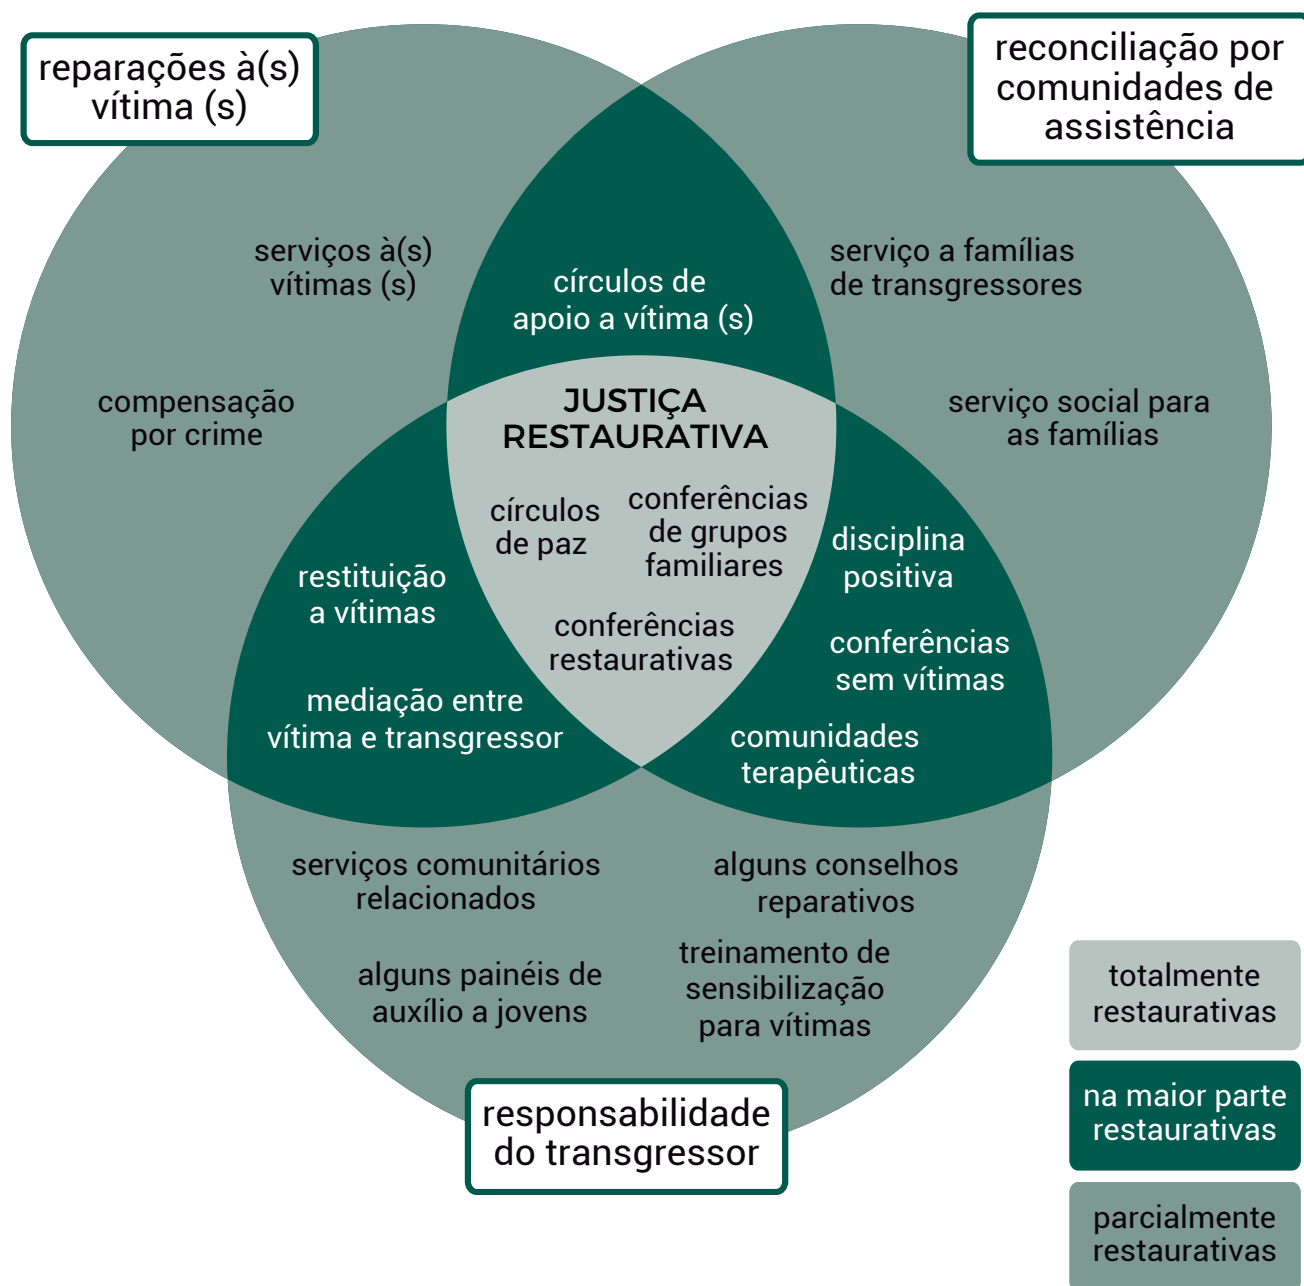 reparações à(s)
vítima (s)
reconciliação por
comunidades de
assistência
serviços à(s)
vítimas (s)
compensação
por crime
círculos de
apoio a vítima (s)
serviço a famílias
de transgressores
serviço social para
as famílias
JUSTIÇA
RESTAURATIVA
círculos
de paz
conferências
de grupos
familiares
conferências
restaurativas
restituição
a vítimas
mediação entre
vítima e transgressor
disciplina
positiva
conferências
sem vítimas
comunidades
terapêuticas
serviços comunitários
relacionados
alguns conselhos
reparativos
alguns painéis de
auxílio a jovens
treinamento de
sensibilização
para vítimas
responsabilidade
do transgressor
totalmente
restaurativas
na maior parte
restaurativas
parcialmente
restaurativas